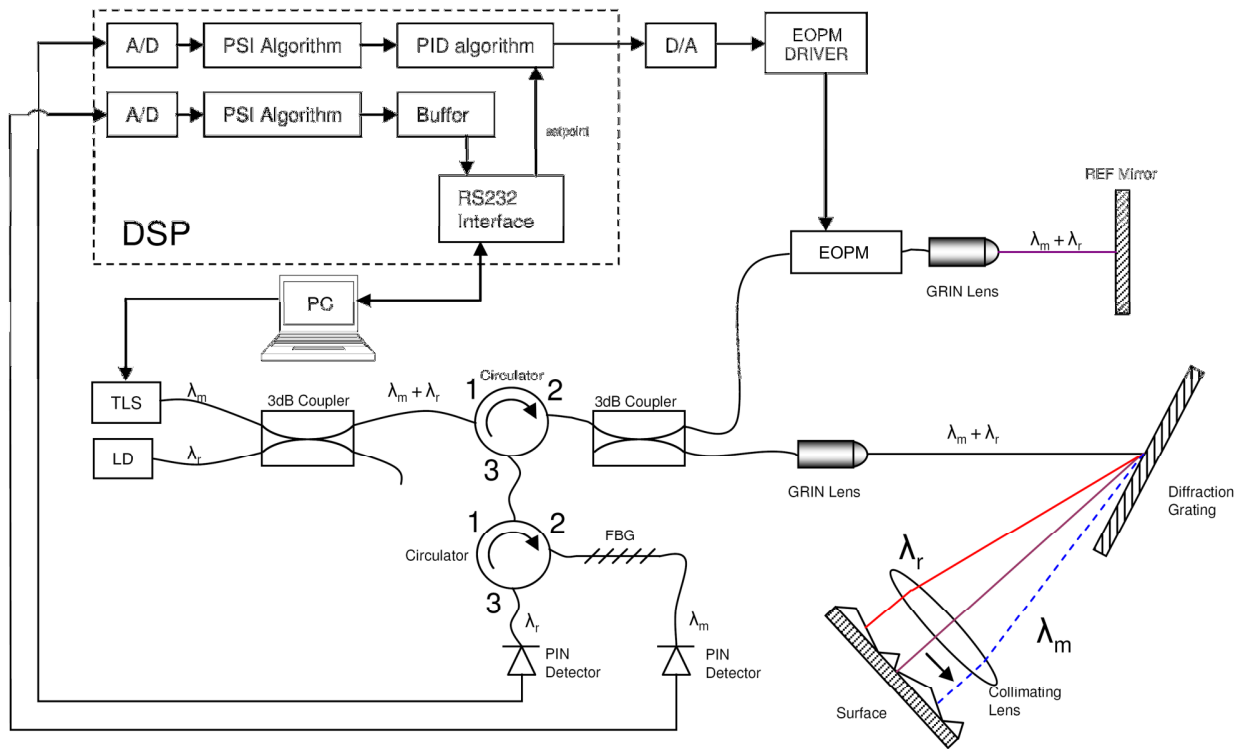 A/D
PSI Algorithm
PID algorithm
D/A
EOPM
DRIVER
A/D
PSI Algorithm
Buffer
setpoint
RS232
Interface
DSP
REF Mirror
EOPM
λm + λr
GRIN Lens
PC
TLS
λm
3dB Coupler
λm + λr
Circulator
1
2
3
3dB Coupler
LD
λr
λm + λr
GRIN Lens
Diffraction
Grating
1
2
3
Circulator
FBG
λr
λm
PIN
Detector
PIN
Detector
λr
λm
Surface
Collimating
Lens